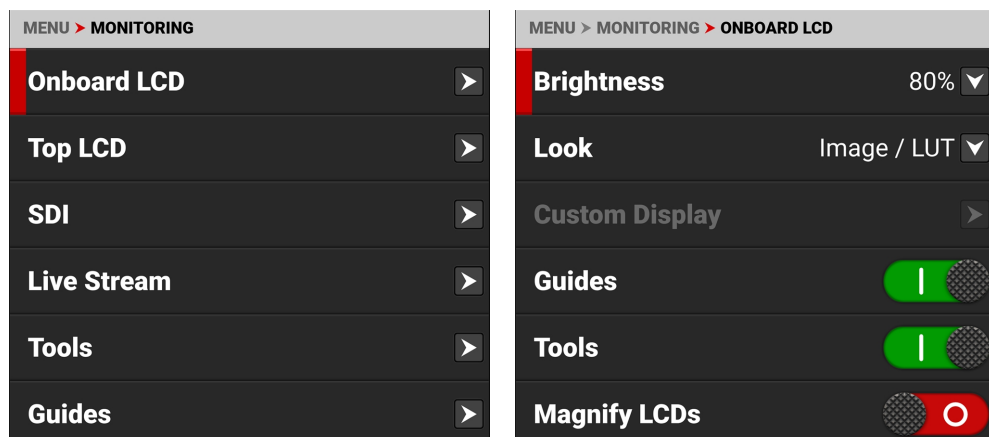 MENU ➤ MONITORING
Onboard LCD
Top LCD
SDI
Live Stream
Tools
Guides
MENU ➤ MONITORING ➤ ONBOARD LCD
Brightness 80%
Look Image / LUT
Custom Display
Guides
Tools
Magnify LCDs